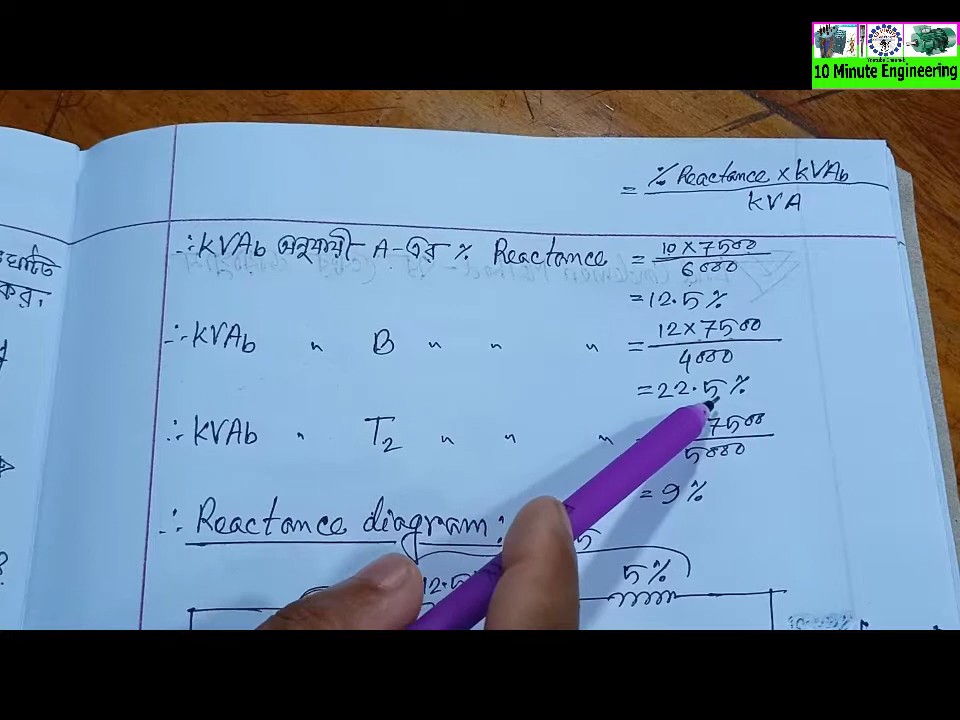 10 Minute Engineering
= % Reactance × kVAb / kVA
∴ kVAb অনুযায়ী A-এর % Reactance = 10 × 7500 / 6000
= 12.5 %
∴ kVAb " B " " " = 12 × 7500 / 4000
= 22.5 %
∴ kVAb " T₂ " " " 7500 / 5000
= 9 %
∴ Reactance diagram:
5%